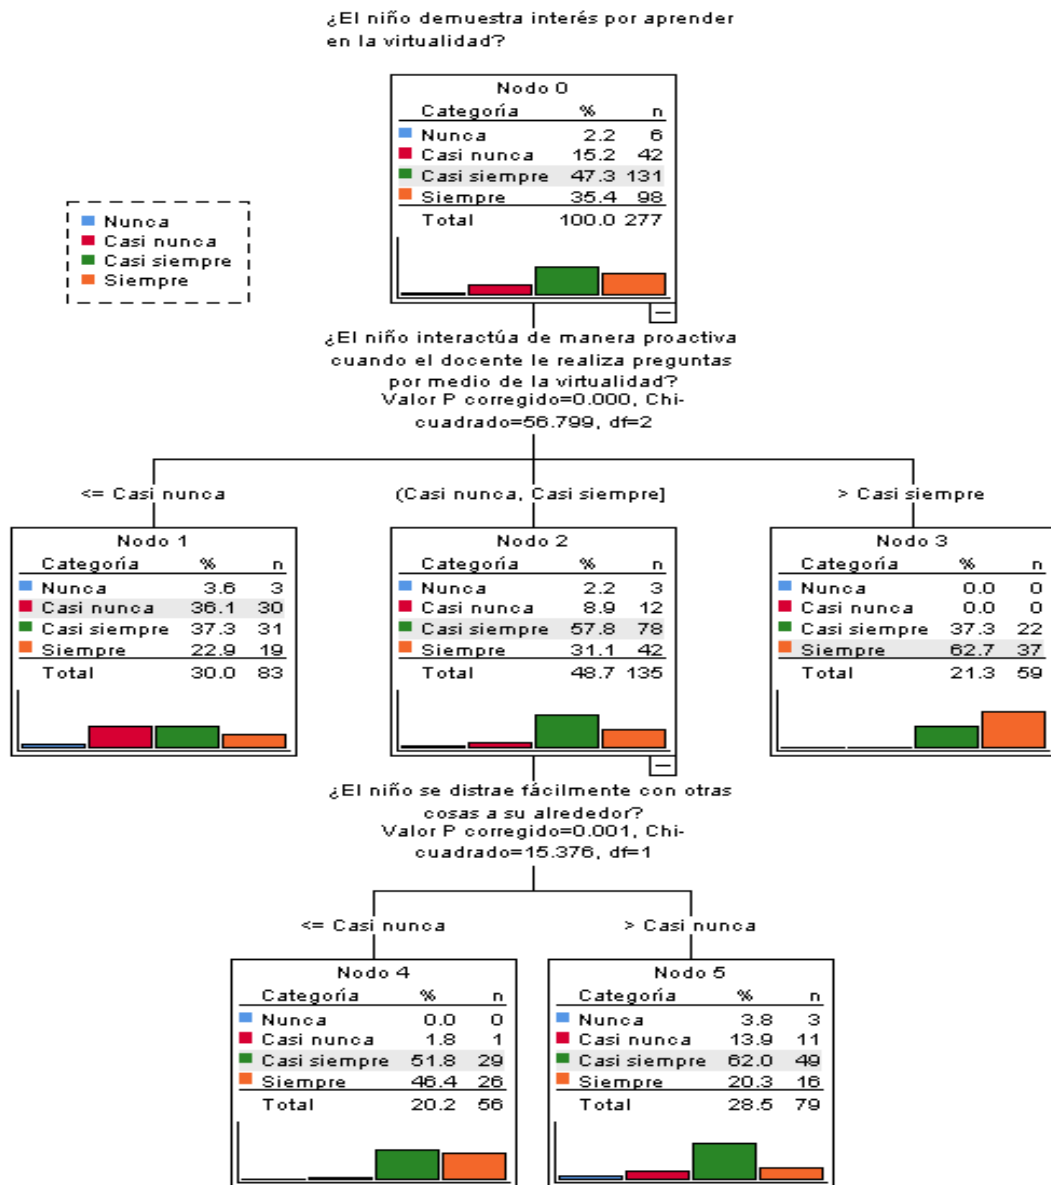 ¿El niño demuestra interés por aprender
en la virtualidad?
Nodo 0
Categoría % n
Nunca 2.2 6
Casi nunca 15.2 42
Casi siempre 47.3 131
Siempre 35.4 98
Total 100.0 277
Nunca
Casi nunca
Casi siempre
Siempre
¿El niño interactúa de manera proactiva
cuando el docente le realiza preguntas
por medio de la virtualidad?
Valor P corregido=0.000, Chi-
cuadrado=56.799, df=2
<= Casi nunca
(Casi nunca, Casi siempre]
> Casi siempre
Nodo 1
Categoría % n
Nunca 3.6 3
Casi nunca 36.1 30
Casi siempre 37.3 31
Siempre 22.9 19
Total 30.0 83
Nodo 2
Categoría % n
Nunca 2.2 3
Casi nunca 8.9 12
Casi siempre 57.8 78
Siempre 31.1 42
Total 48.7 135
Nodo 3
Categoría % n
Nunca 0.0 0
Casi nunca 0.0 0
Casi siempre 37.3 22
Siempre 62.7 37
Total 21.3 59
¿El niño se distrae fácilmente con otras
cosas a su alrededor?
Valor P corregido=0.001, Chi-
cuadrado=15.376, df=1
<= Casi nunca
> Casi nunca
Nodo 4
Categoría % n
Nunca 0.0 0
Casi nunca 1.8 1
Casi siempre 51.8 29
Siempre 46.4 26
Total 20.2 56
Nodo 5
Categoría % n
Nunca 3.8 3
Casi nunca 13.9 11
Casi siempre 62.0 49
Siempre 20.3 16
Total 28.5 79